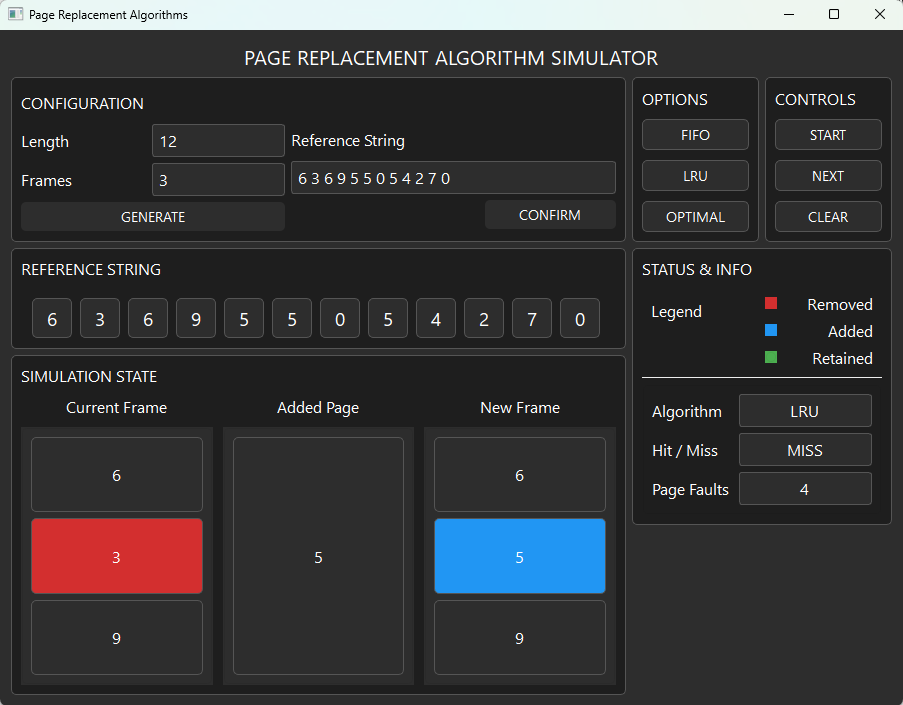 Page Replacement Algorithms
PAGE REPLACEMENT ALGORITHM SIMULATOR
CONFIGURATION
Length
12
Reference String
Frames
3
6 3 6 9 5 5 0 5 4 2 7 0
GENERATE
CONFIRM
OPTIONS
FIFO
LRU
OPTIMAL
CONTROLS
START
NEXT
CLEAR
REFERENCE STRING
6 3 6 9 5 5 0 5 4 2 7 0
STATUS & INFO
Legend
Removed
Added
Retained
Algorithm
LRU
Hit / Miss
MISS
Page Faults
4
SIMULATION STATE
Current Frame
Added Page
New Frame
6
6
3
5
5
9
9